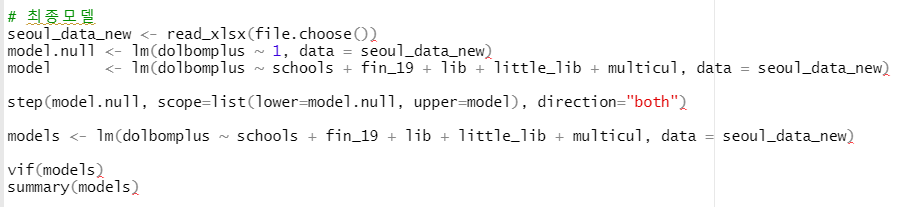 # 최종모델
seoul_data_new <- read_xlsx(file.choose())
model.null <- lm(dolbomplus ~ 1, data = seoul_data_new)
model      <- lm(dolbomplus ~ schools + fin_19 + lib + little_lib + multicul, data = seoul_data_new)
step(model.null, scope=list(lower=model.null, upper=model), direction="both")
models <- lm(dolbomplus ~ schools + fin_19 + lib + little_lib + multicul, data = seoul_data_new)
vif(models)
summary(models)